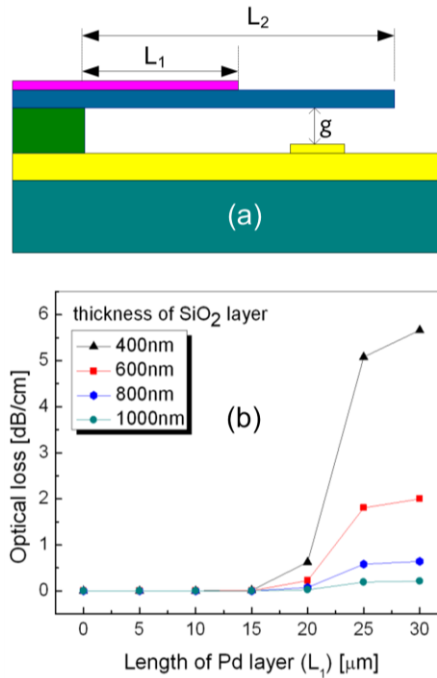 L₂
L₁
g
(a)
thickness of SiO₂ layer
400nm
600nm
800nm
1000nm
(b)
Optical loss [dB/cm]
6
5
4
3
2
1
0
0 5 10 15 20 25 30
Length of Pd layer (L₁) [μm]